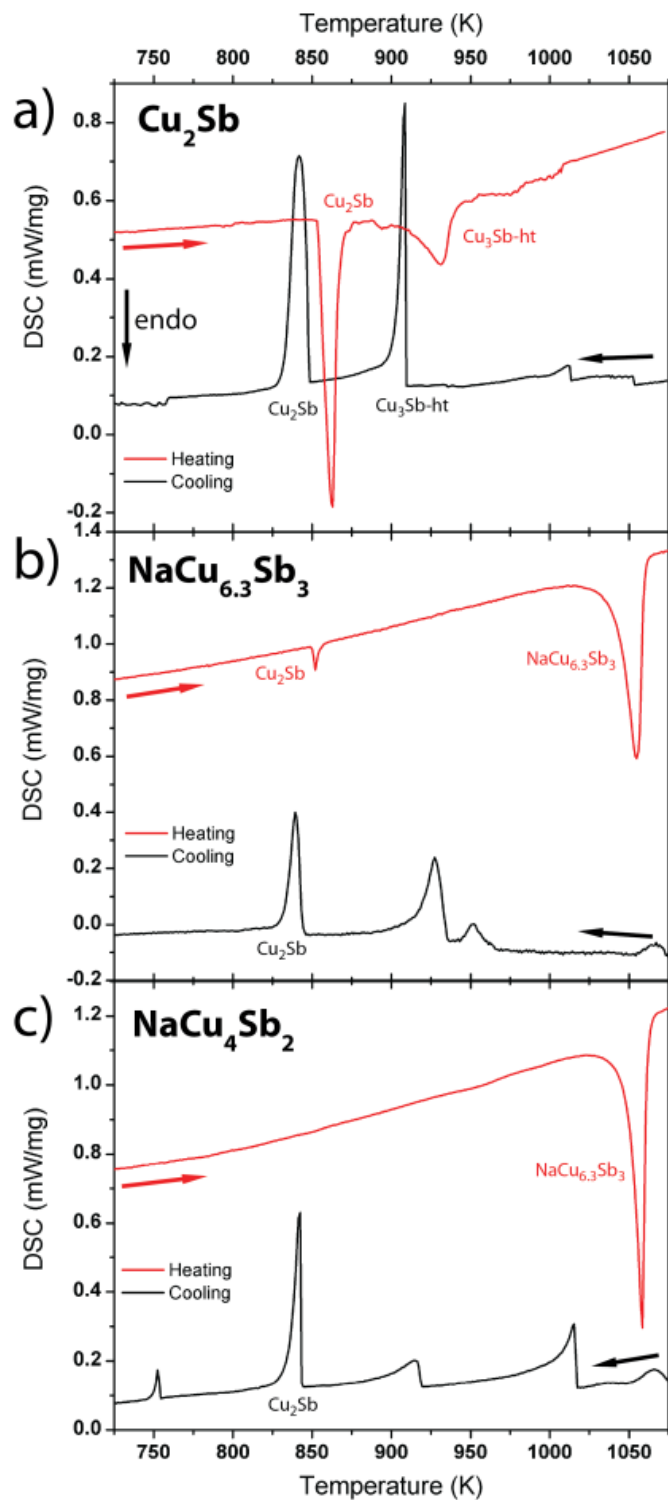 Temperature (K)
750 800 850 900 950 1000 1050
a) Cu₂Sb
0.8
0.6
0.4
0.2
0.0
-0.2
DSC (mW/mg)
Cu₂Sb
Cu₃Sb-ht
endo
Cu₂Sb
Cu₃Sb-ht
Heating
Cooling
b) NaCu₆.₃Sb₃
1.4
1.2
1.0
0.8
0.6
0.4
0.2
0.0
-0.2
DSC (mW/mg)
Cu₂Sb
NaCu₆.₃Sb₃
Heating
Cooling
Cu₂Sb
c) NaCu₄Sb₂
1.2
1.0
0.8
0.6
0.4
0.2
0.0
DSC (mW/mg)
NaCu₆.₃Sb₃
Heating
Cooling
Cu₂Sb
750 800 850 900 950 1000 1050
Temperature (K)